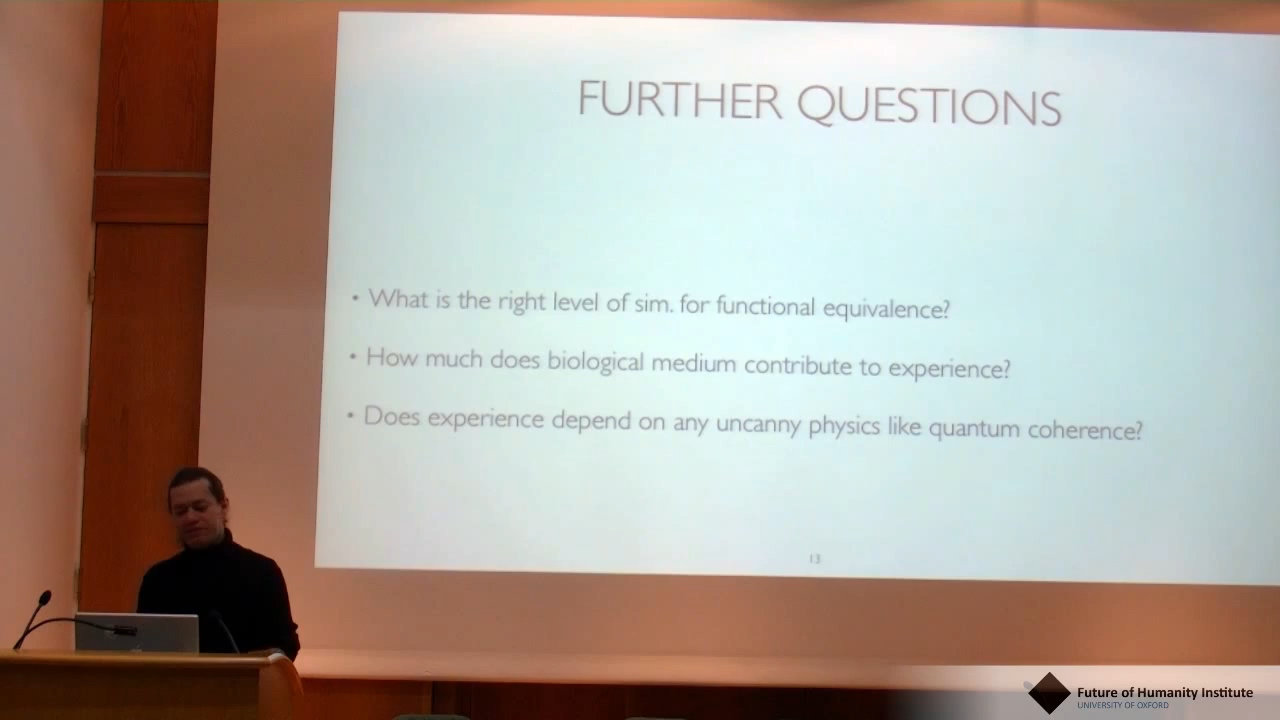 FURTHER QUESTIONS
• What is the right level of sim. for functional equivalence?
• How much does biological medium contribute to experience?
• Does experience depend on any uncanny physics like quantum coherence?
13
Future of Humanity Institute
UNIVERSITY OF OXFORD